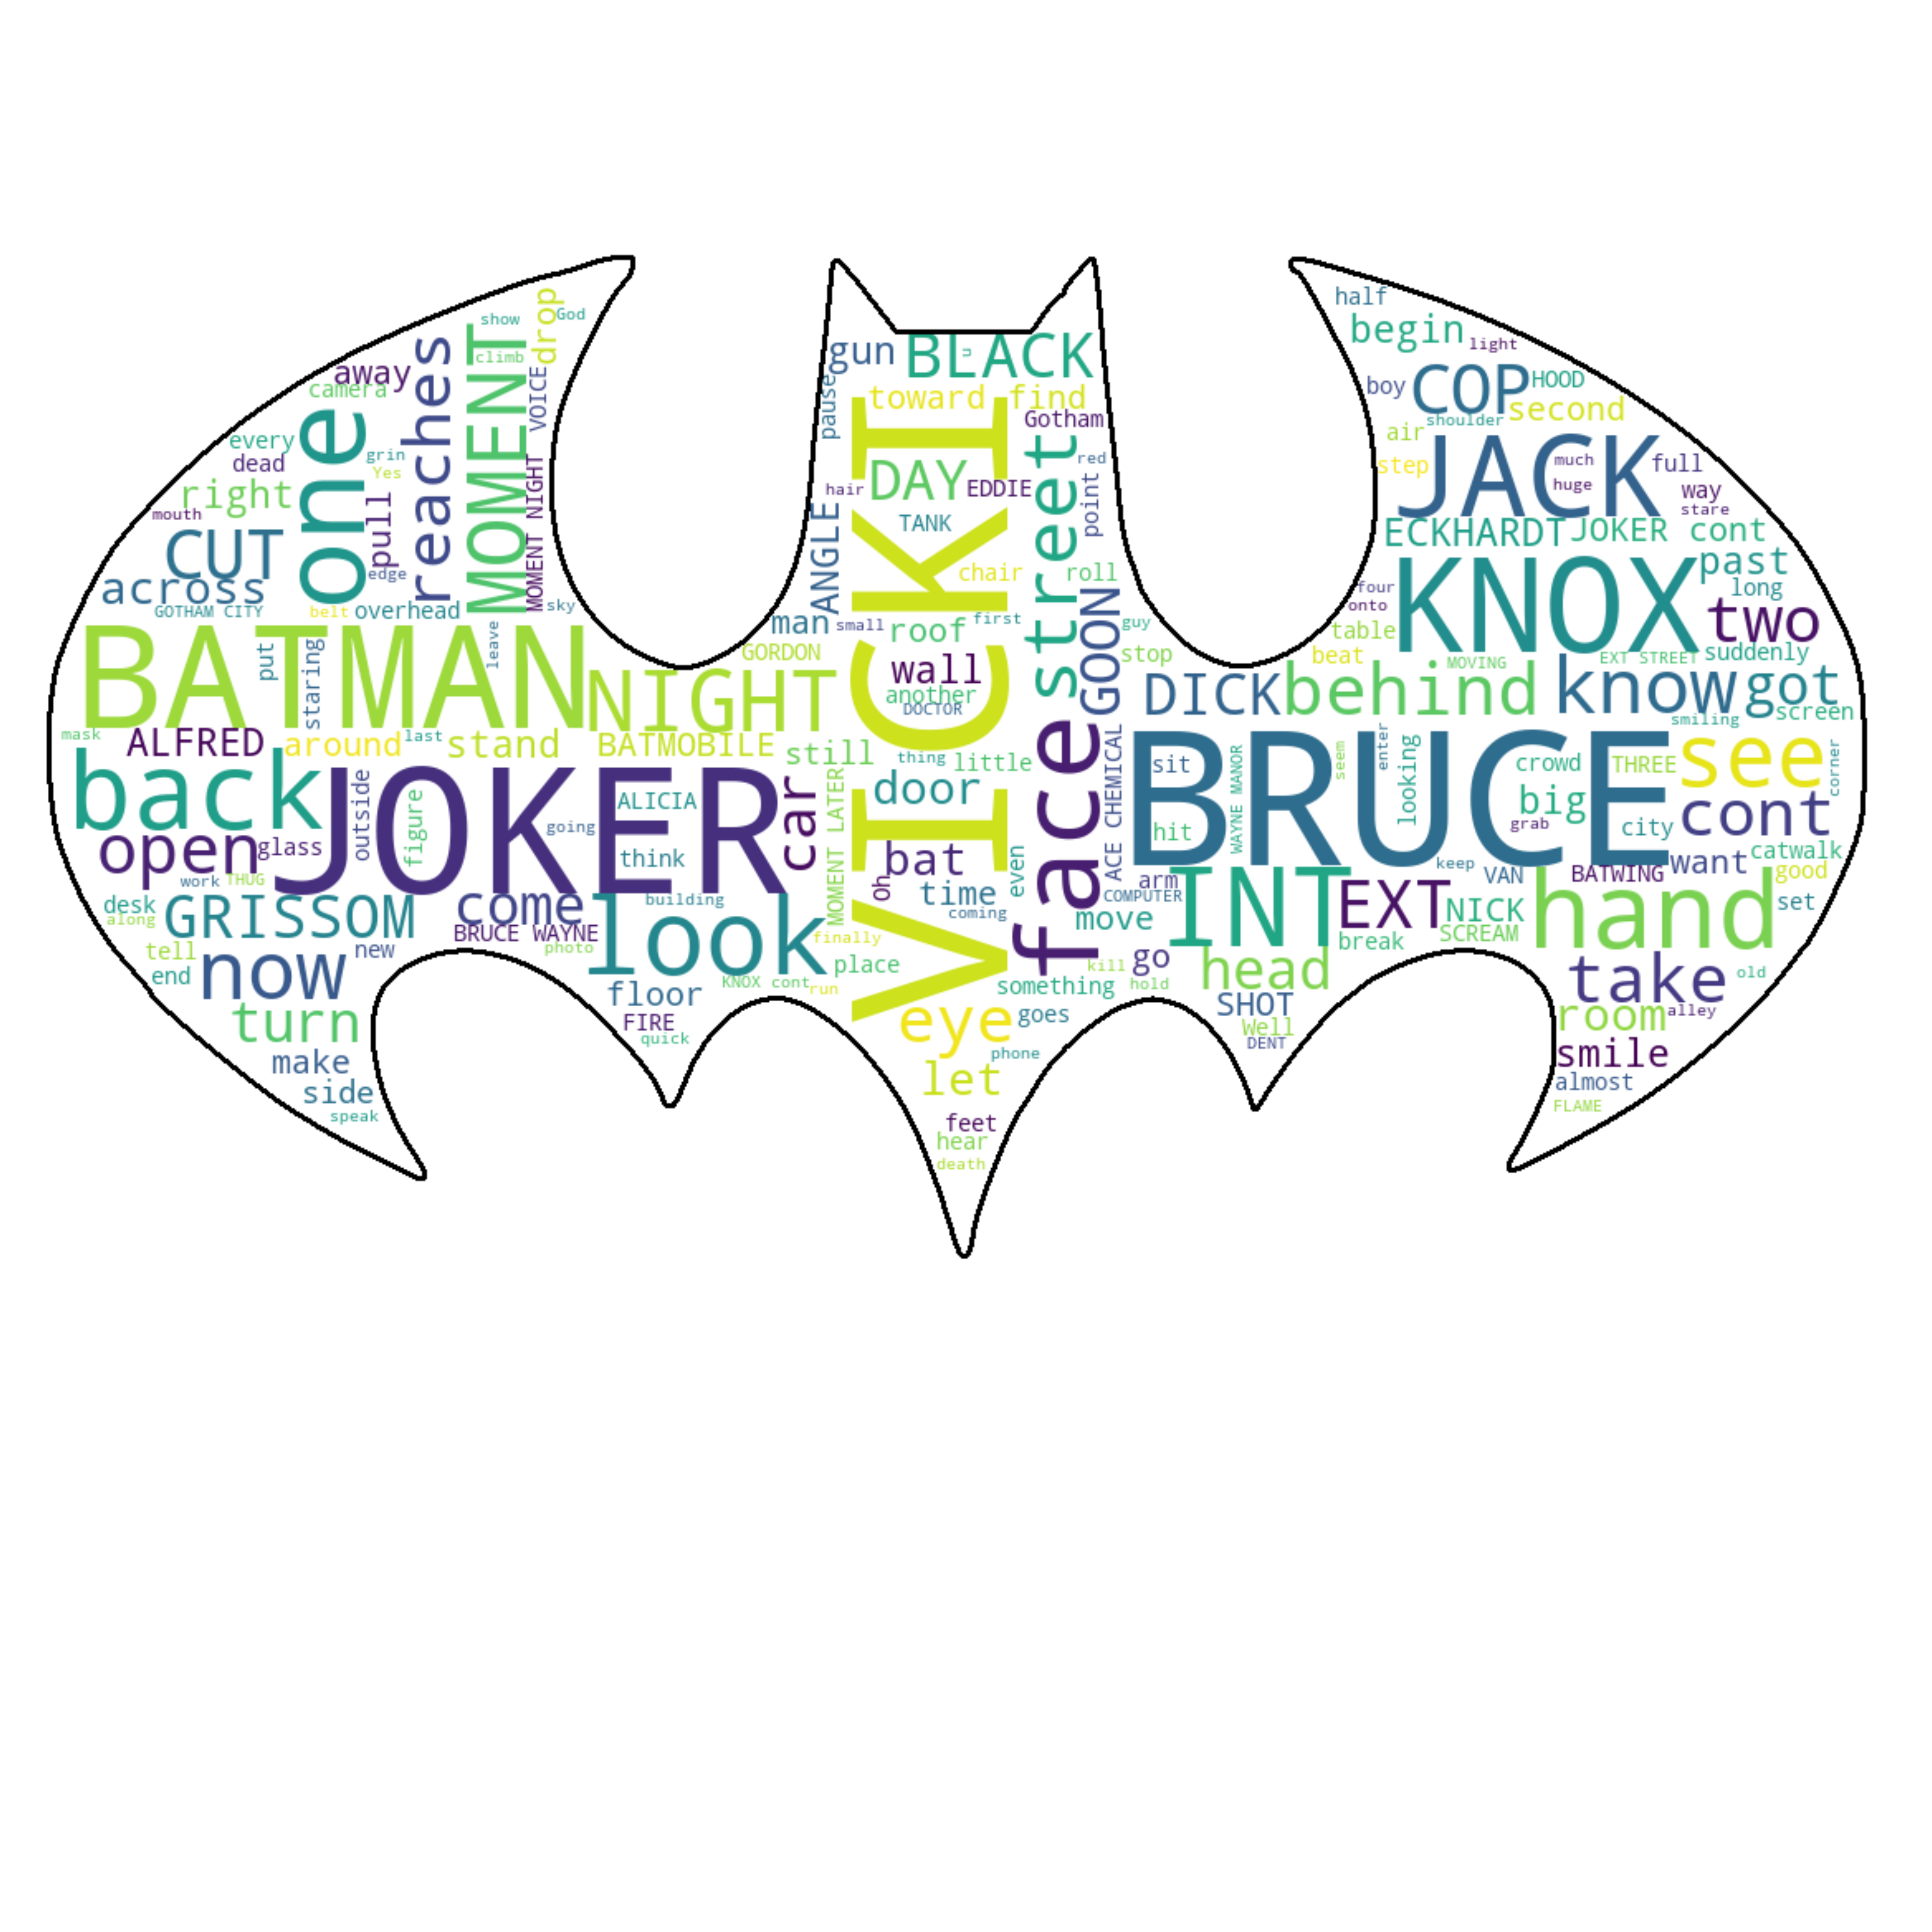 drop
God
show
climb
MOMENT
reaches
away
camera
VOICE
one
every
dead
grin
Yes
right
mouth
pull
MOMENT NIGHT
CUT
across
edge
GOTHAM CITY
belt
overhead
sky
BATMAN
put
staring
leave
NIGHT
mask
ALFRED
around
last
stand
BATMOBILE
still
back
JOKER
outside
figure
going
ALICIA
think
car
open
glass
work
THUG
desk
along
GRISSOM
come
building
look
BRUCE WAYNE
photo
tell
end
now
new
floor
KNOX cont
run
FIRE
quick
turn
make
side
speak
gun
BLACK
u
pause
toward
find
Gotham
VICKI
DAY
EDDIE
hair
red
point
street
TANK
ANGLE
chair
roll
man
small
roof
first
GOON
guy
GORDON
wall
stop
another
DOCTOR
thing
little
door
face
ACE CHEMICAL
MOMENT LATER
bat
oh
time
even
coming
finally
place
arm
COMPUTER
move
something
kill
go
hold
eye
goes
phone
let
feet
hear
death
half
begin
light
boy
COP
HOOD
second
shoulder
air
step
JACK
much
huge
full
way
stare
ECKHARDT
JOKER
cont
past
four
onto
KNOX
long
two
table
beat
MOVING
EXT STREET
suddenly
DICK
behind
know
got
smiling
screen
BRUCE
sit
hit
WAYNE MANOR
seem
enter
looking
crowd
THREE
see
corner
big
grab
city
cont
keep
VAN
BATWING
want
catwalk
good
INT
EXT
NICK
SCREAM
break
hand
set
head
SHOT
Well
DENT
take
old
room
alley
smile
almost
FLAME